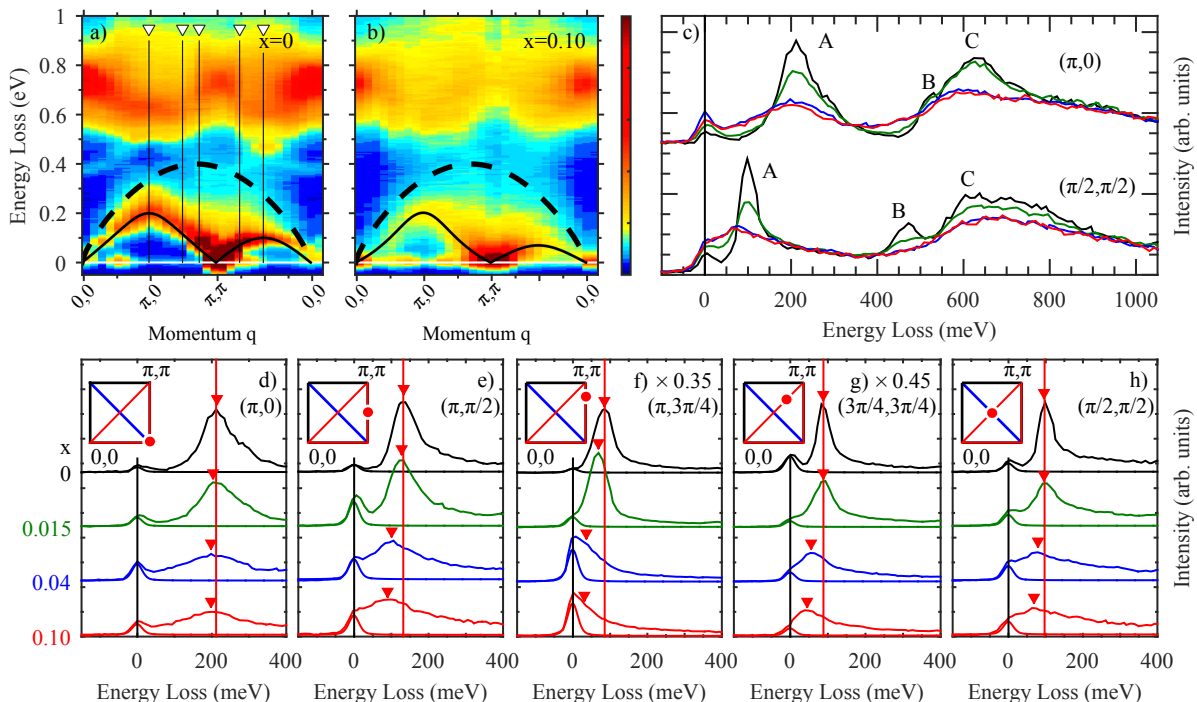 a)
x=0
1
0.8
0.6
0.4
0.2
0
Energy Loss (eV)
0,0
π,0
π,π
0,0
Momentum q
b)
x=0.10
0,0
π,0
π,π
0,0
Momentum q
c)
A
B
C
(π,0)
A
B
C
(π/2,π/2)
0
200
400
600
800
1000
Energy Loss (meV)
Intensity (arb. units)
d)
(π,0)
π,π
0,0
x
0
0.015
0.04
0.10
0
200
400
Energy Loss (meV)
e)
(π,π/2)
π,π
0,0
0
200
400
Energy Loss (meV)
f) × 0.35
(π,3π/4)
π,π
0,0
0
200
400
Energy Loss (meV)
g) × 0.45
(3π/4,3π/4)
π,π
0,0
0
200
400
Energy Loss (meV)
h)
(π/2,π/2)
π,π
0,0
0
200
400
Energy Loss (meV)
Intensity (arb. units)